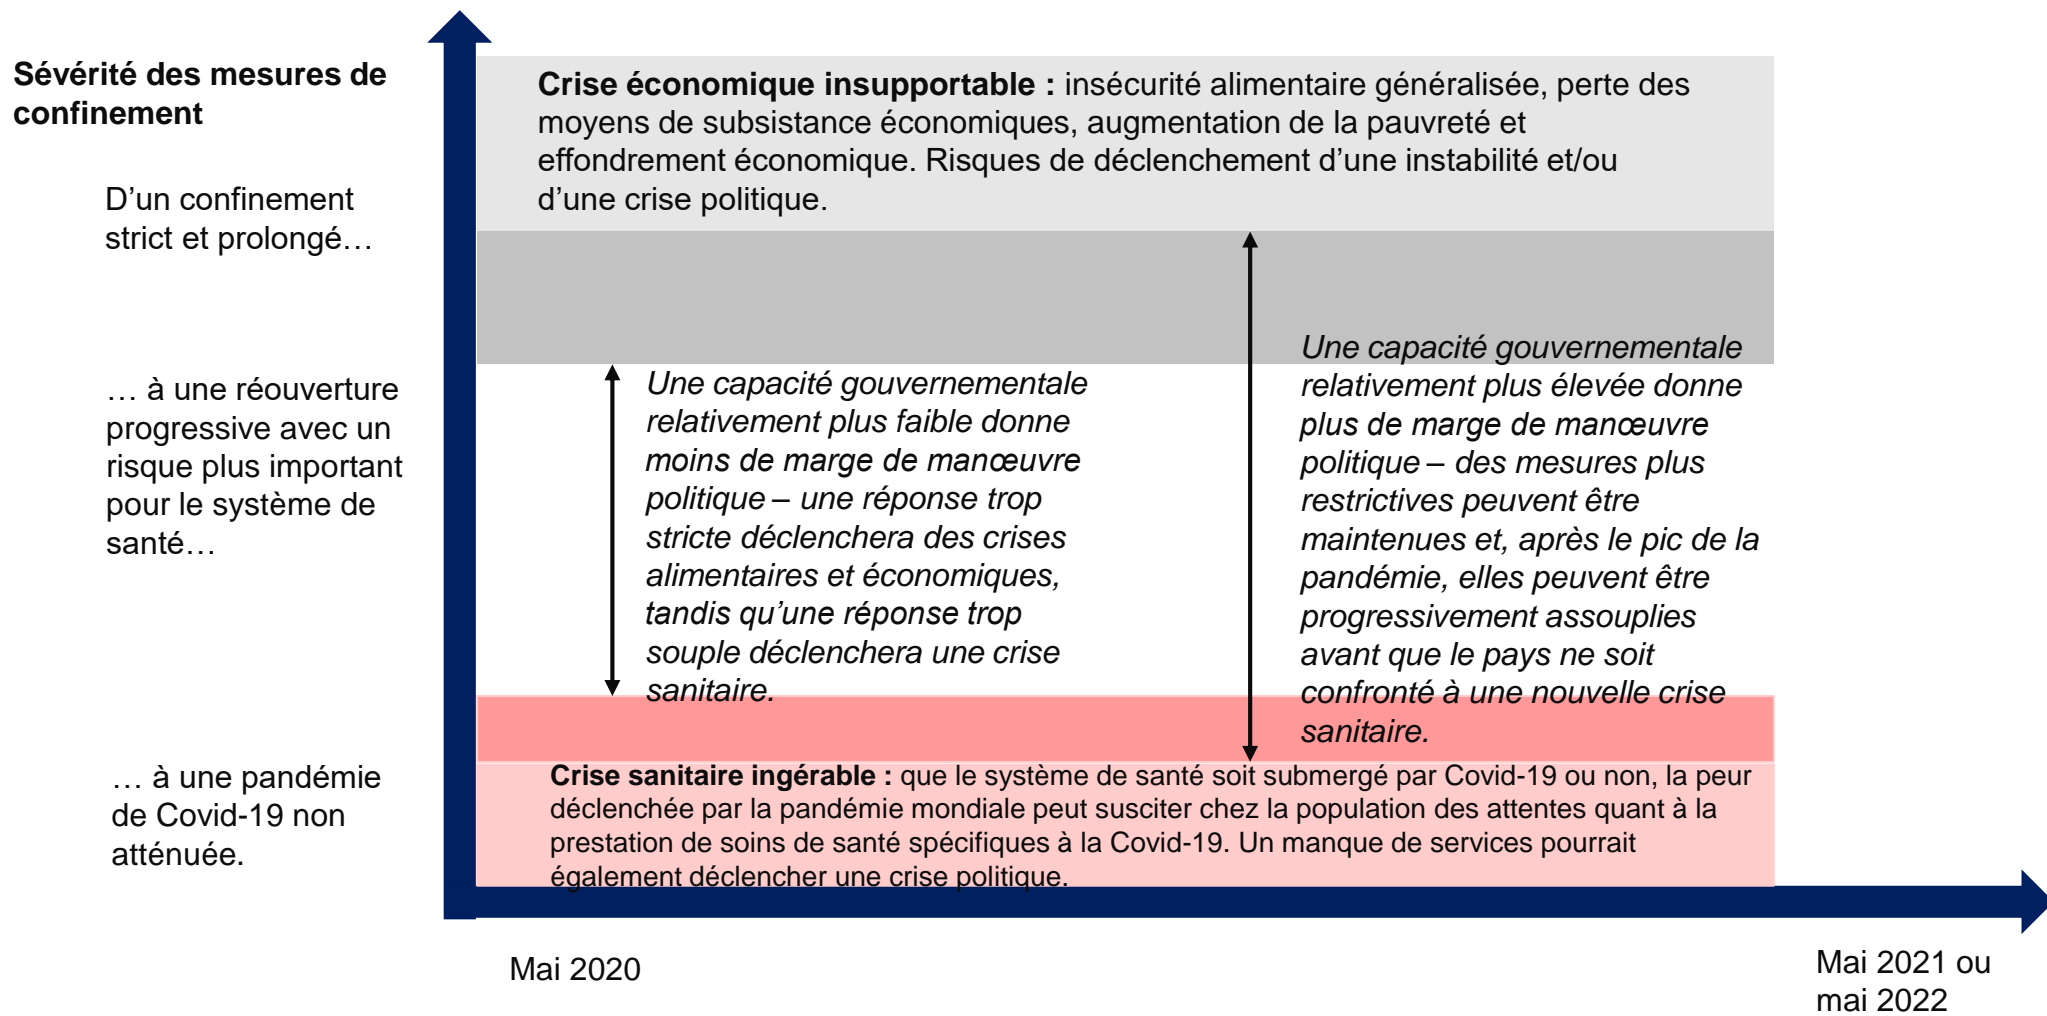 Sévérité des mesures de
confinement
D’un confinement
strict et prolongé…
… à une réouverture
progressive avec un
risque plus important
pour le système de
santé…
… à une pandémie
de Covid-19 non
atténuée.
Crise économique insupportable : insécurité alimentaire généralisée, perte des
moyens de subsistance économiques, augmentation de la pauvreté et
effondrement économique. Risques de déclenchement d’une instabilité et/ou
d’une crise politique.
Une capacité gouvernementale
relativement plus faible donne
moins de marge de manœuvre
politique – une réponse trop
stricte déclenchera des crises
alimentaires et économiques,
tandis qu’une réponse trop
souple déclenchera une crise
sanitaire.
Une capacité gouvernementale
relativement plus élevée donne
plus de marge de manœuvre
politique – des mesures plus
restrictives peuvent être
maintenues et, après le pic de la
pandémie, elles peuvent être
progressivement assouplies
avant que le pays ne soit
confronté à une nouvelle crise
sanitaire.
Crise sanitaire ingérable : que le système de santé soit submergé par Covid-19 ou non, la peur
déclenchée par la pandémie mondiale peut susciter chez la population des attentes quant à la
prestation de soins de santé spécifiques à la Covid-19. Un manque de services pourrait
également déclencher une crise politique.
Mai 2020
Mai 2021 ou
mai 2022